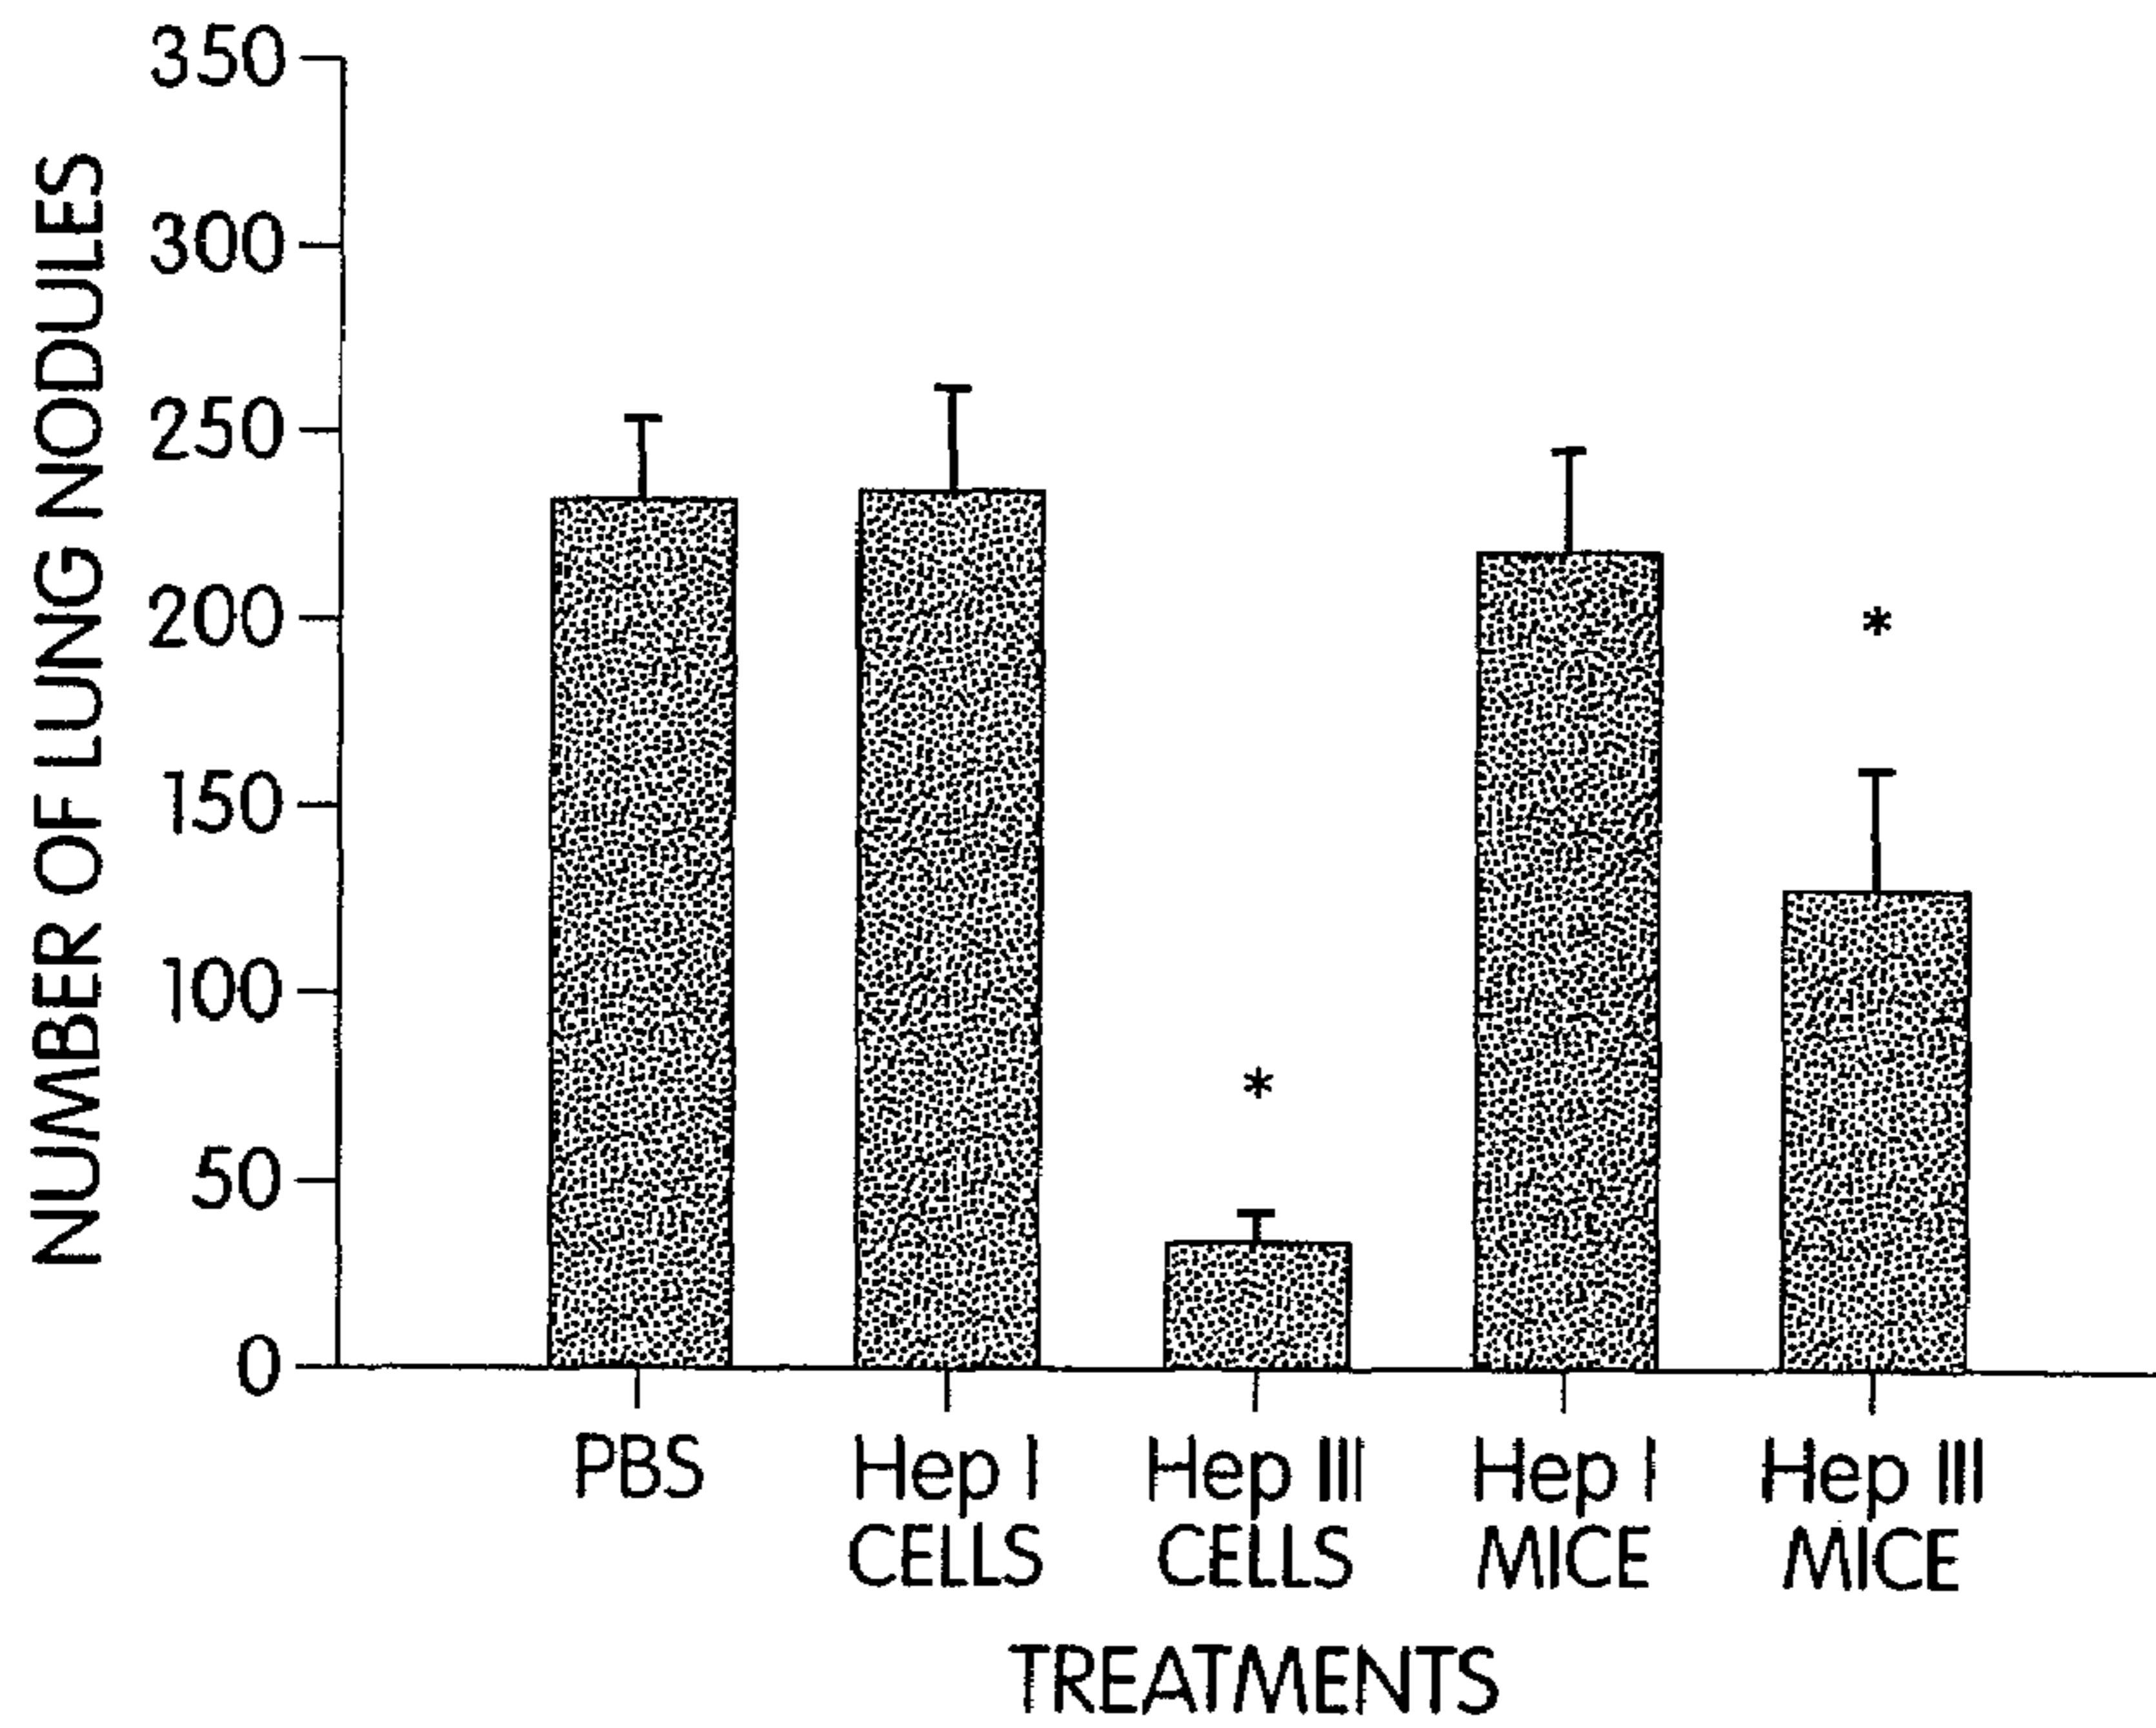 NUMBER OF LUNG NODULES
350
300
250
200
150
100
50
0
*
*
PBS
Hep I
CELLS
Hep III
CELLS
Hep I
MICE
Hep III
MICE
TREATMENTS